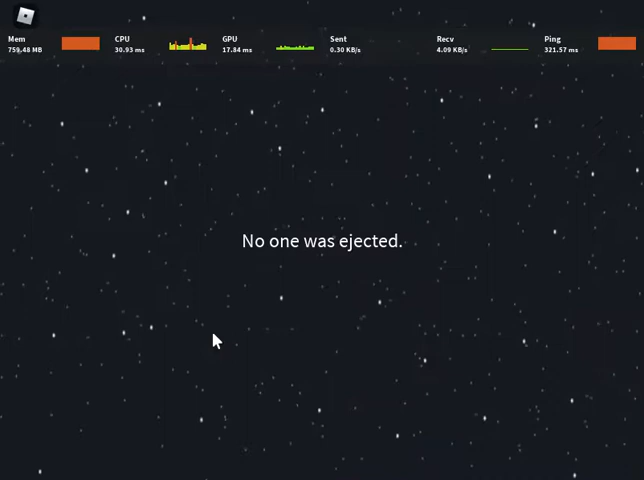 Mem CPU GPU Sent Recv Ping
759.48 MB 30.93 ms 17.84 ms 0.30 KB/s 4.09 KB/s 321.57 ms
No one was ejected.